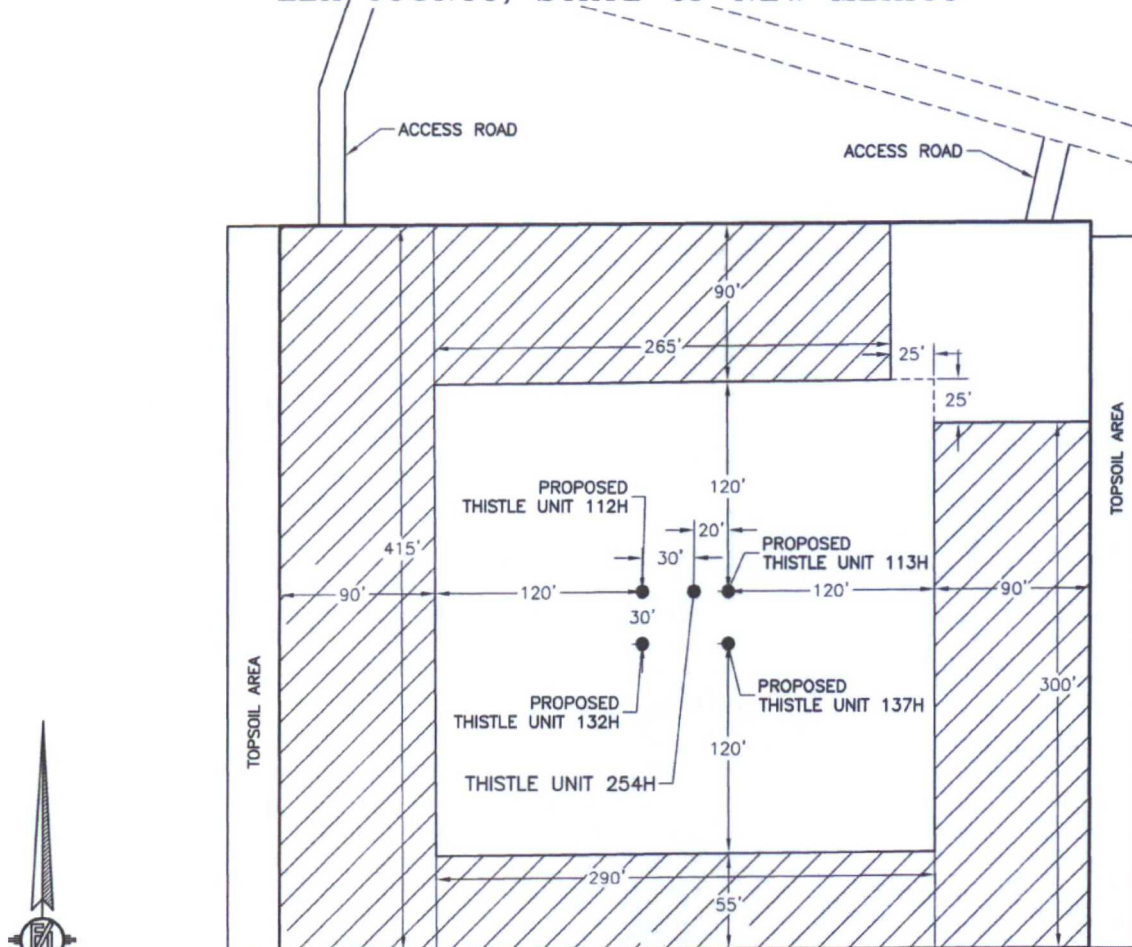 ACCESS ROAD
ACCESS ROAD
90'
265'
25'
25'
TOPSOIL AREA
PROPOSED
THISTLE UNIT 112H
120'
20'
30'
PROPOSED
THISTLE UNIT 113H
415'
90'
120'
120'
90'
30'
PROPOSED
THISTLE UNIT 132H
PROPOSED
THISTLE UNIT 137H
300'
TOPSOIL AREA
120'
THISTLE UNIT 254H
290'
55'